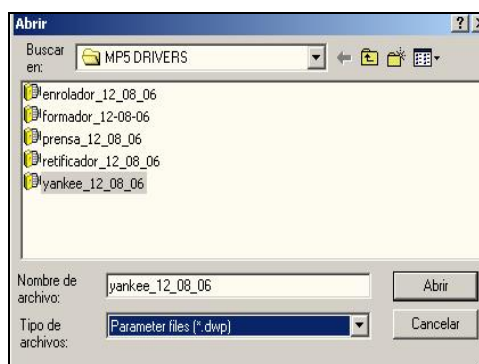 Abrir
Buscar en: MP5 DRIVERS
enrolador_12_08_06
formador_12-08-06
prensa_12_08_06
retificador_12_08_06
yankee_12_08_06
Nombre de archivo: yankee_12_08_06 Abrir
Tipo de archivos: Parameter files (*.dwp) Cancelar